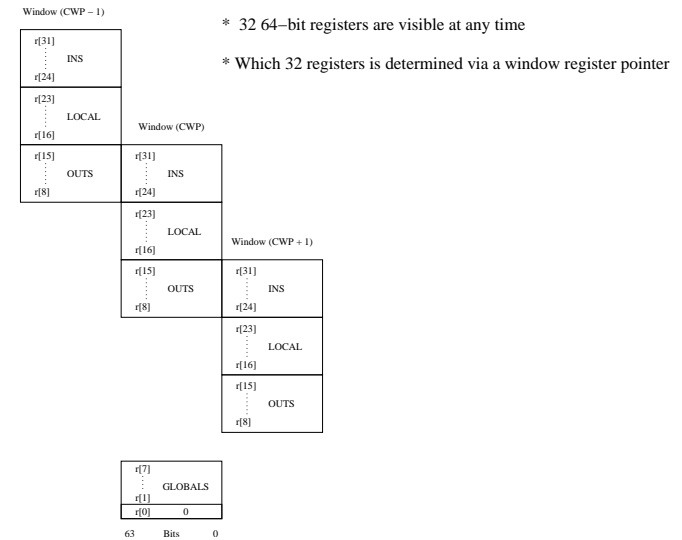 Window (CWP − 1)
* 32 64−bit registers are visible at any time
* Which 32 registers is determined via a window register pointer
r[31]
INS
r[24]
r[23]
LOCAL
r[16]
r[15]
OUTS
r[8]
Window (CWP)
r[31]
INS
r[24]
r[23]
LOCAL
r[16]
r[15]
OUTS
r[8]
Window (CWP + 1)
r[31]
INS
r[24]
r[23]
LOCAL
r[16]
r[15]
OUTS
r[8]
r[7]
GLOBALS
r[1]
r[0] 0
63 Bits 0